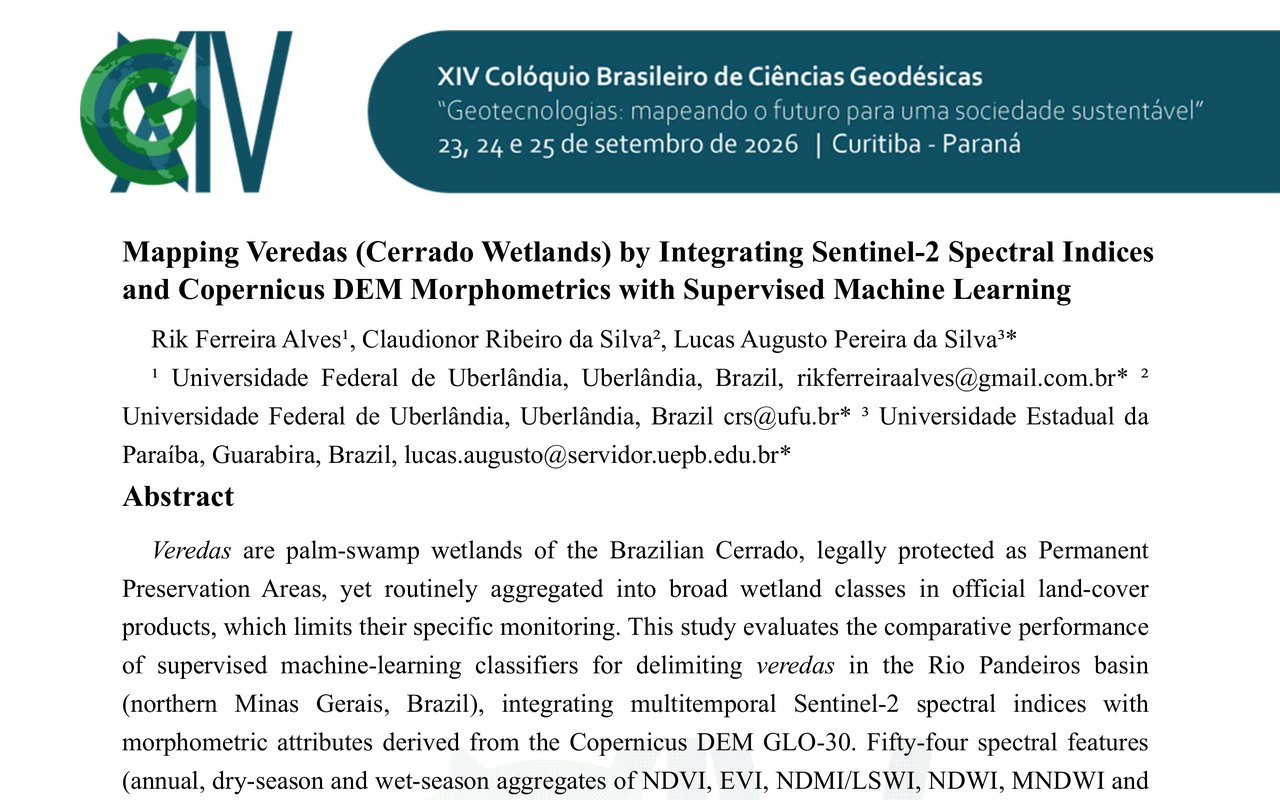 XIV
XIV Colóquio Brasileiro de Ciências Geodésicas
“Geotecnologias: mapeando o futuro para uma sociedade sustentável”
23, 24 e 25 de setembro de 2026 | Curitiba - Paraná
Mapping Veredas (Cerrado Wetlands) by Integrating Sentinel-2 Spectral Indices
and Copernicus DEM Morphometrics with Supervised Machine Learning
Rik Ferreira Alves¹, Claudionor Ribeiro da Silva², Lucas Augusto Pereira da Silva³*
¹ Universidade Federal de Uberlândia, Uberlândia, Brazil, rikferreiraalves@gmail.com.br* ²
Universidade Federal de Uberlândia, Uberlândia, Brazil crs@ufu.br* ³ Universidade Estadual da
Paraíba, Guarabira, Brazil, lucas.augusto@servidor.uepb.edu.br*
Abstract
Veredas are palm-swamp wetlands of the Brazilian Cerrado, legally protected as Permanent
Preservation Areas, yet routinely aggregated into broad wetland classes in official land-cover
products, which limits their specific monitoring. This study evaluates the comparative performance
of supervised machine-learning classifiers for delimiting veredas in the Rio Pandeiros basin
(northern Minas Gerais, Brazil), integrating multitemporal Sentinel-2 spectral indices with
morphometric attributes derived from the Copernicus DEM GLO-30. Fifty-four spectral features
(annual, dry-season and wet-season aggregates of NDVI, EVI, NDMI/LSWI, NDWI, MNDWI and